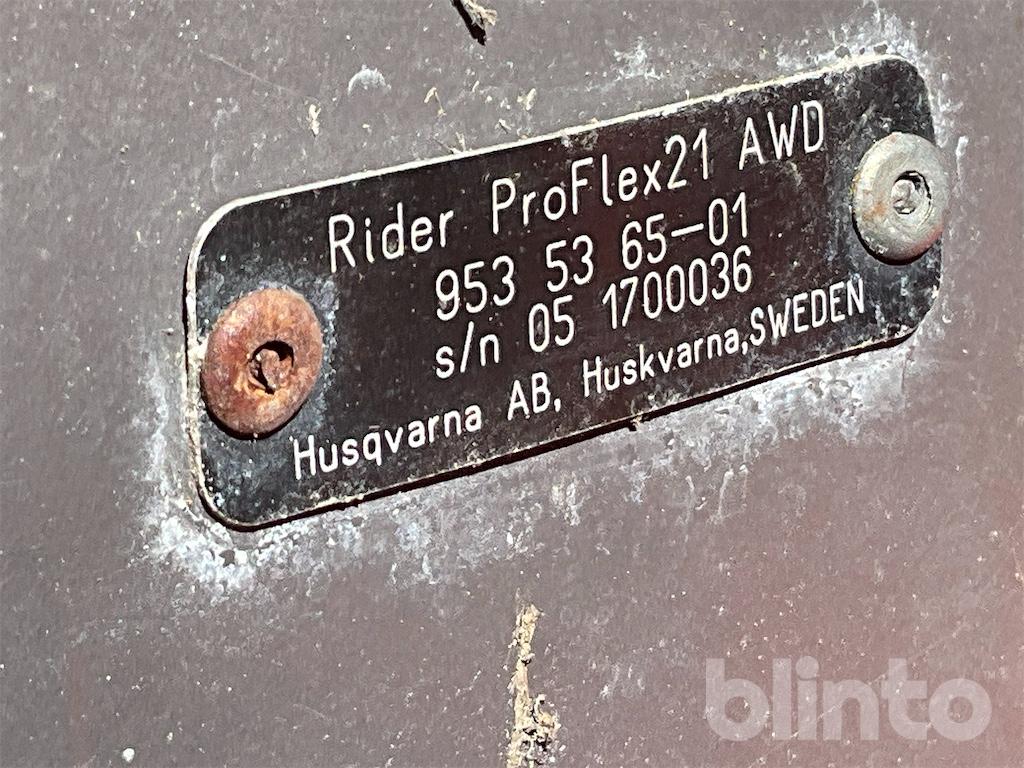 Rider ProFlex21 AWD
953 53 65-01
s/n 05 1700036
Husqvarna AB, Huskvarna,SWEDEN
blinto